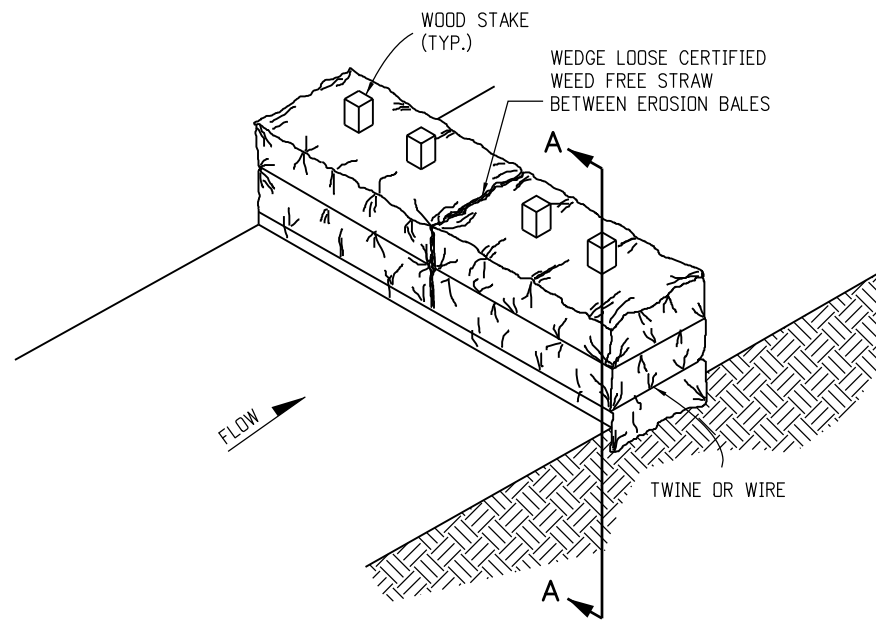 WOOD STAKE
(TYP.)
WEDGE LOOSE CERTIFIED
WEED FREE STRAW
BETWEEN EROSION BALES
A
FLOW
TWINE OR WIRE
A